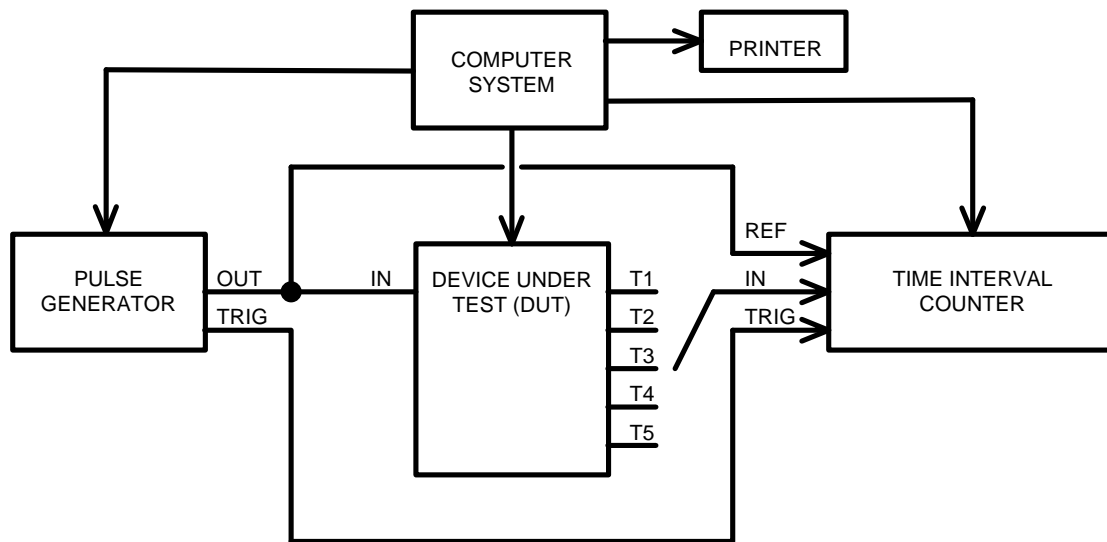 COMPUTER
SYSTEM
PRINTER
PULSE
GENERATOR
OUT
TRIG
IN
DEVICE UNDER
TEST (DUT)
T1
T2
T3
T4
T5
REF
IN
TRIG
TIME INTERVAL
COUNTER